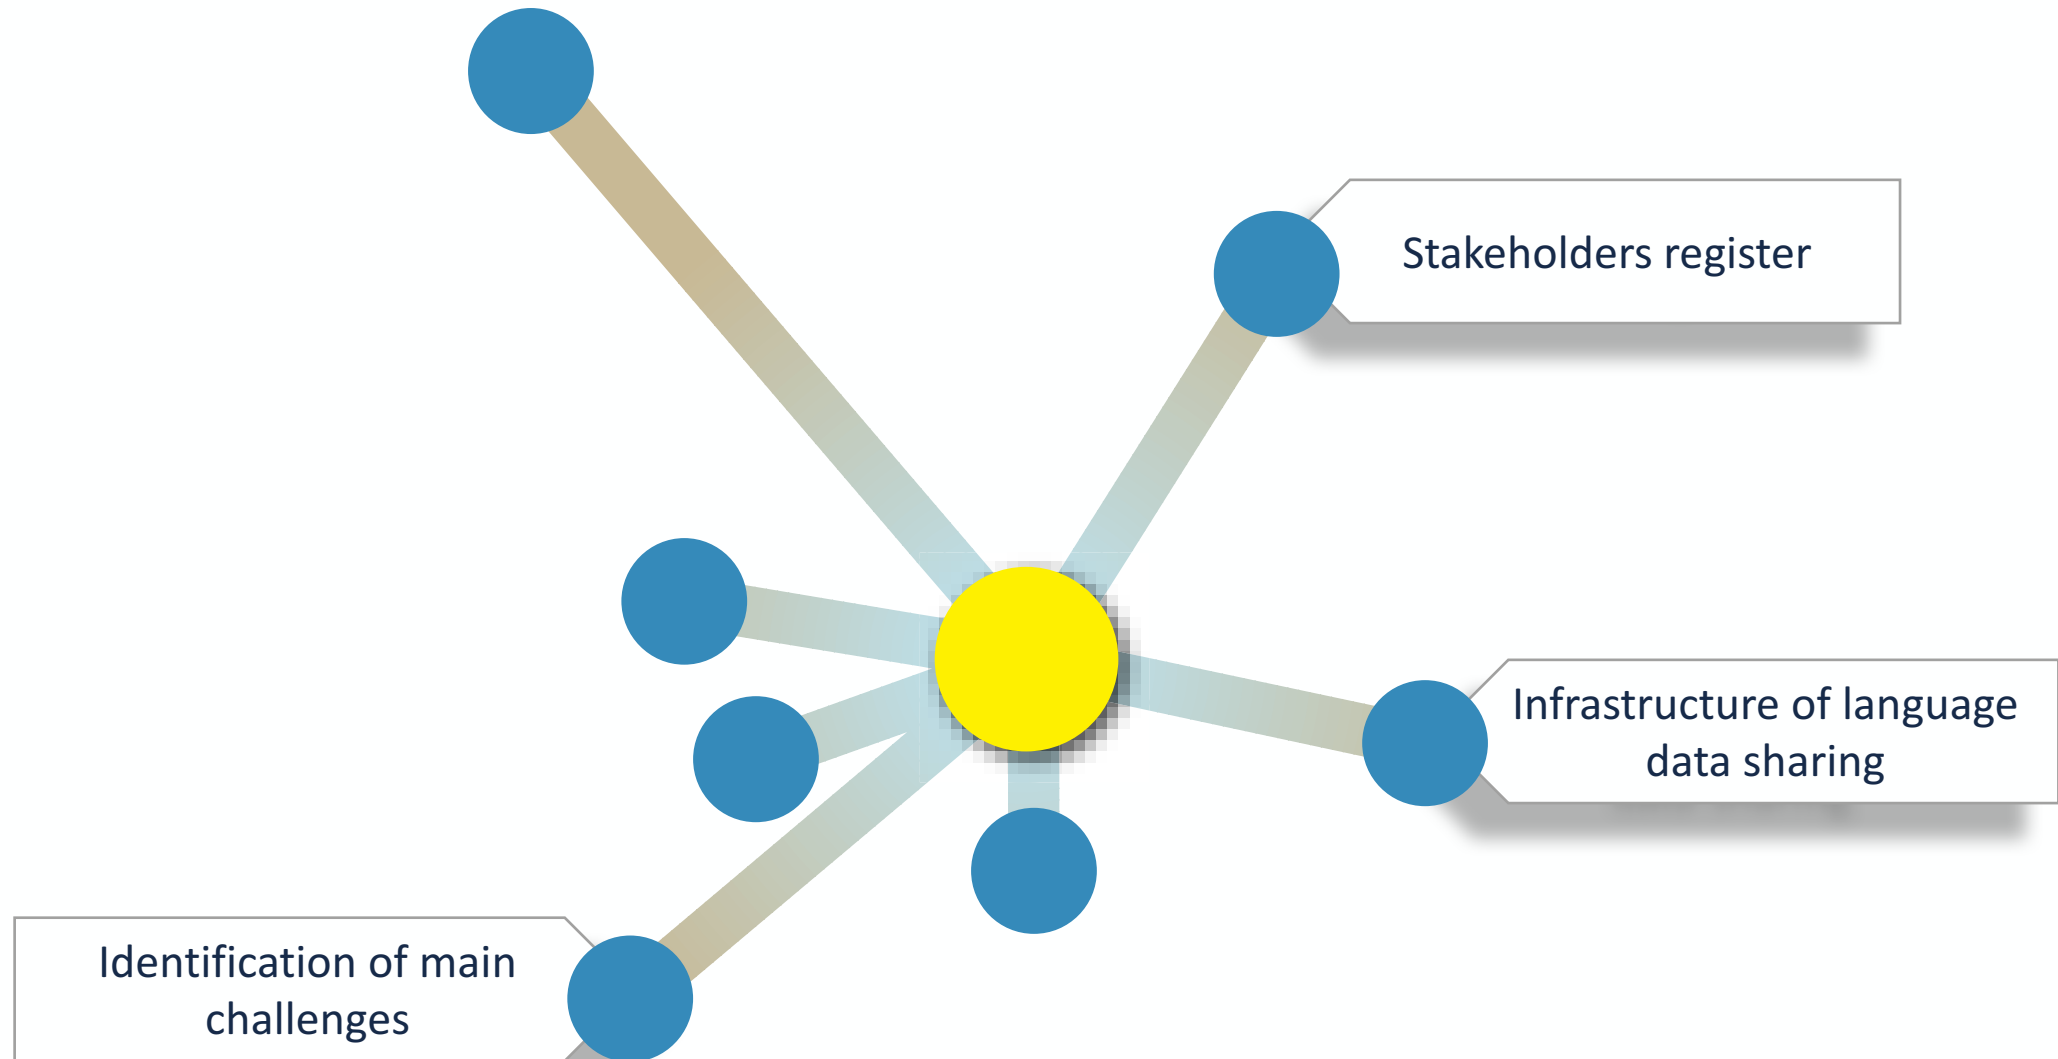 Stakeholders register
Infrastructure of language
data sharing
Identification of main
challenges